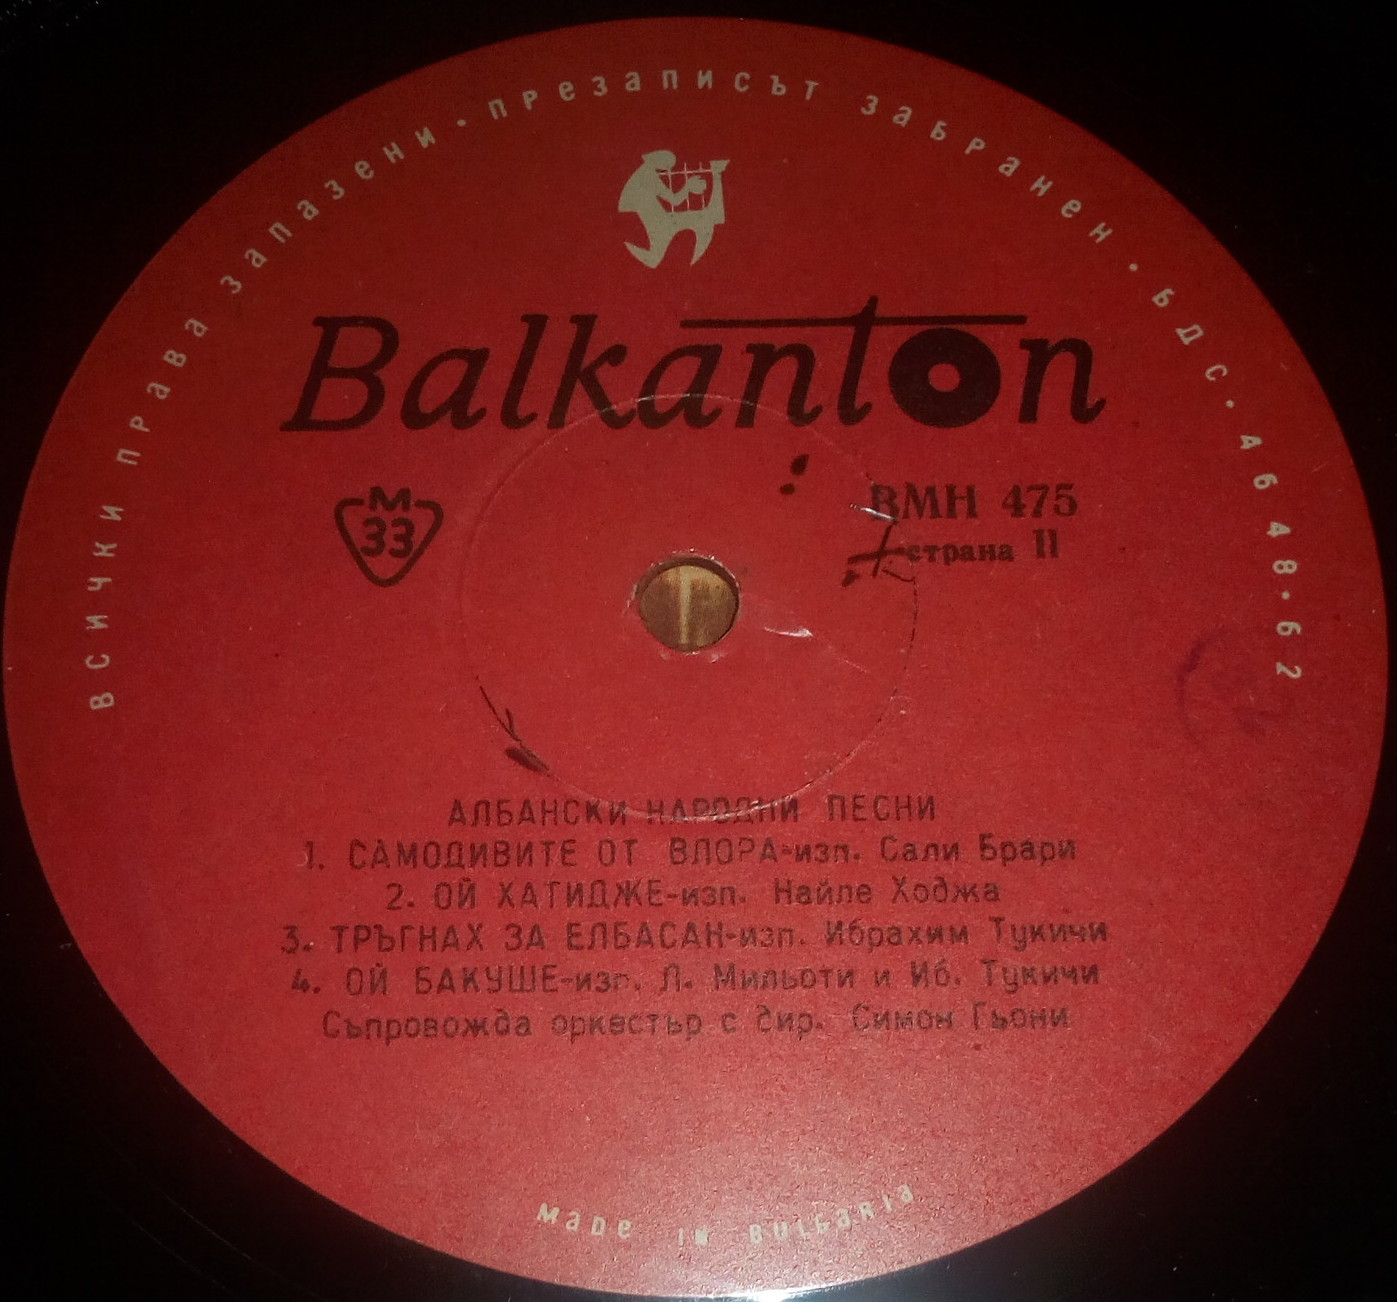 всички права запазени · презаписът забранен · БДС · 4648 · 62
Balkanton
М
33
ВМН 475
страна II
АЛБАНСКИ НАРОДНИ ПЕСНИ
1. САМОДИВИТЕ ОТ ВЛОРА-изп. Сали Брари
2. ОЙ ХАТИДЖЕ-изп. Найле Ходжа
3. ТРЪГНАХ ЗА ЕЛБАСАН-изп. Ибрахим Тукичи
4. ОЙ БАКУШЕ-изп. Л. Мильоти и Иб. Тукичи
Съпровожда оркестър с дир. Симон Гьони
made in Bulgaria